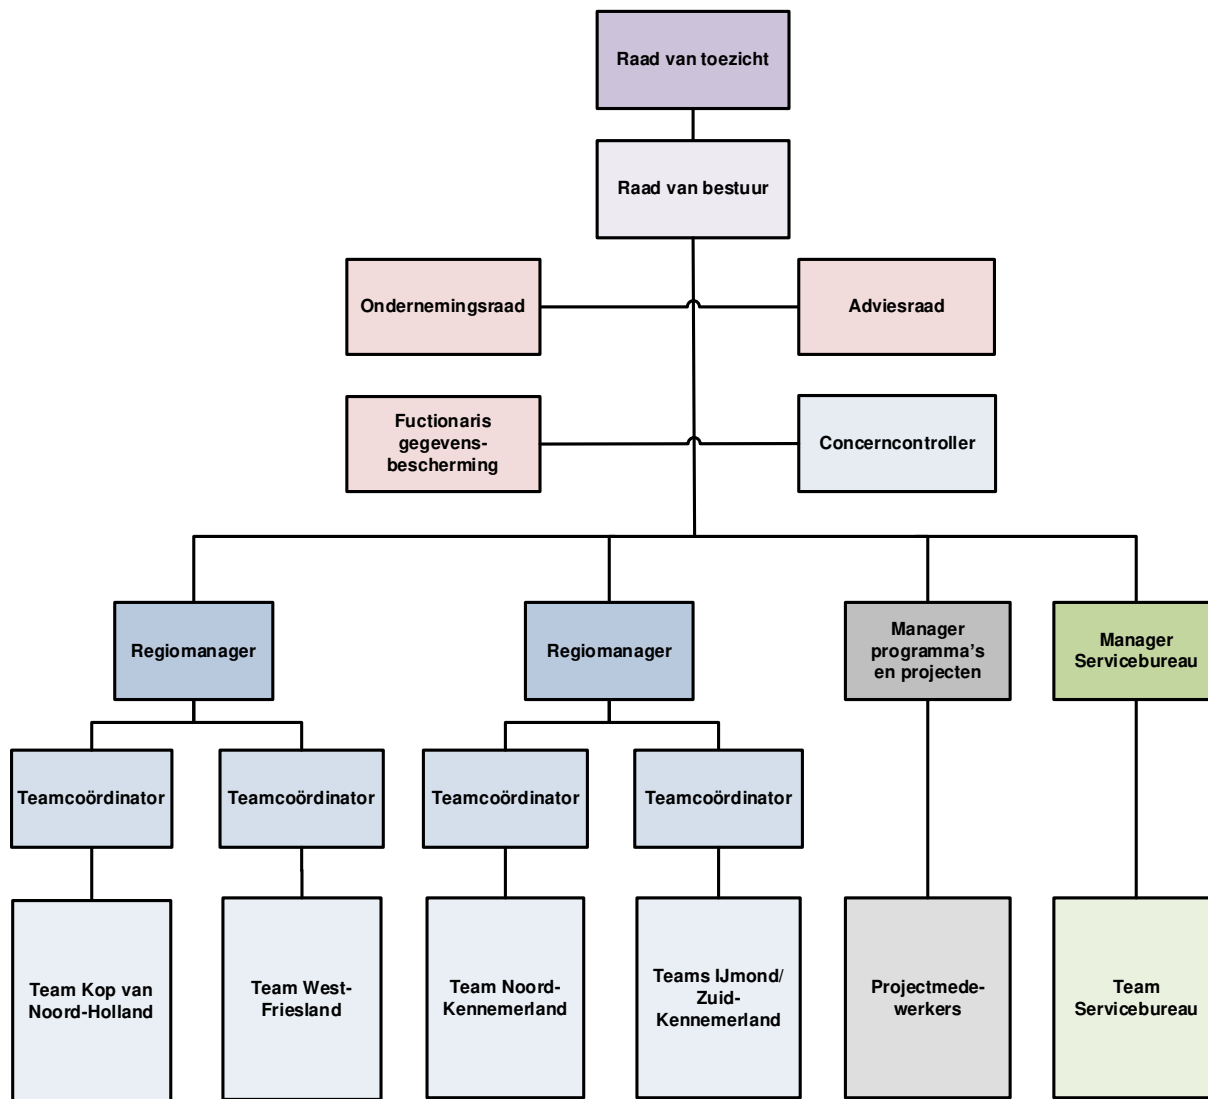 Raad van toezicht
Raad van bestuur
Ondernemingsraad
Adviesraad
Fuctionaris
gegevens-
bescherming
Concerncontroller
Regiomanager
Regiomanager
Manager
programma's
en projecten
Manager
Servicebureau
Teamcoördinator
Teamcoördinator
Teamcoördinator
Teamcoördinator
Team Kop van
Noord-Holland
Team West-
Friesland
Team Noord-
Kennemerland
Teams IJmond/
Zuid-
Kennemerland
Projectmede-
werkers
Team
Servicebureau